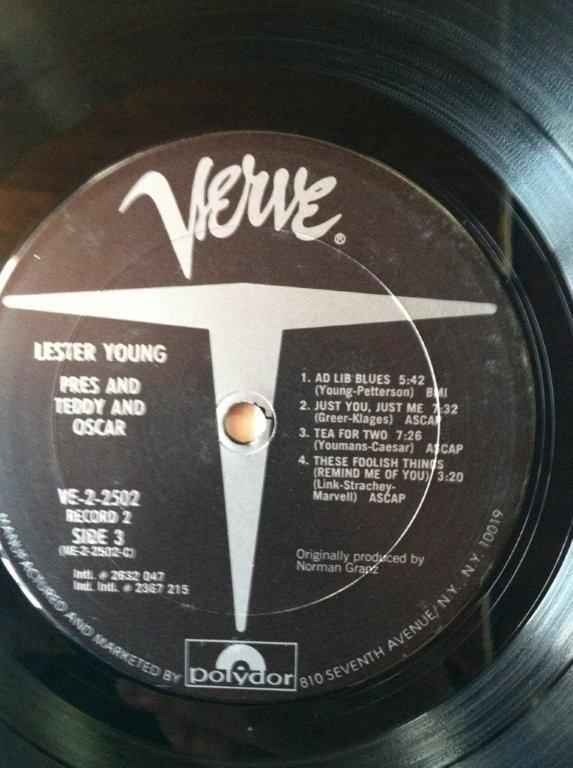 Verve®
LESTER YOUNG
PRES AND
TEDDY AND
OSCAR
VE-2-2502
RECORD 2
SIDE 3
(VE-2-2502-C)
Intl. # 2632 047
Ind. Intl. # 2367 215
1. AD LIB BLUES 5:42
(Young-Petterson) BMI
2. JUST YOU, JUST ME 7:32
(Greer-Klages) ASCAP
3. TEA FOR TWO 7:26
(Youmans-Caesar) ASCAP
4. THESE FOOLISH THINGS
(REMIND ME OF YOU) 3:20
(Link-Strachey-
Marvell) ASCAP
Originally produced by
Norman Granz
MANUFACTURED AND MARKETED BY polydor 810 SEVENTH AVENUE/N.Y., N.Y. 10019